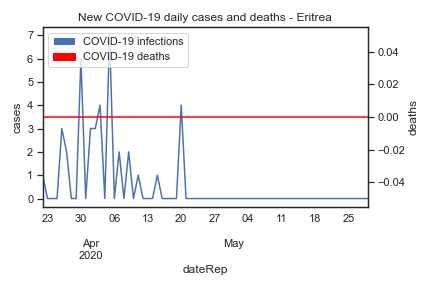 New COVID-19 daily cases and deaths - Eritrea
COVID-19 infections
COVID-19 deaths
7
6
5
4
3
2
1
0
cases
0.04
0.02
0.00
−0.02
−0.04
deaths
23 30 06 13 20 27 04 11 18 25
Apr May
2020
dateRep